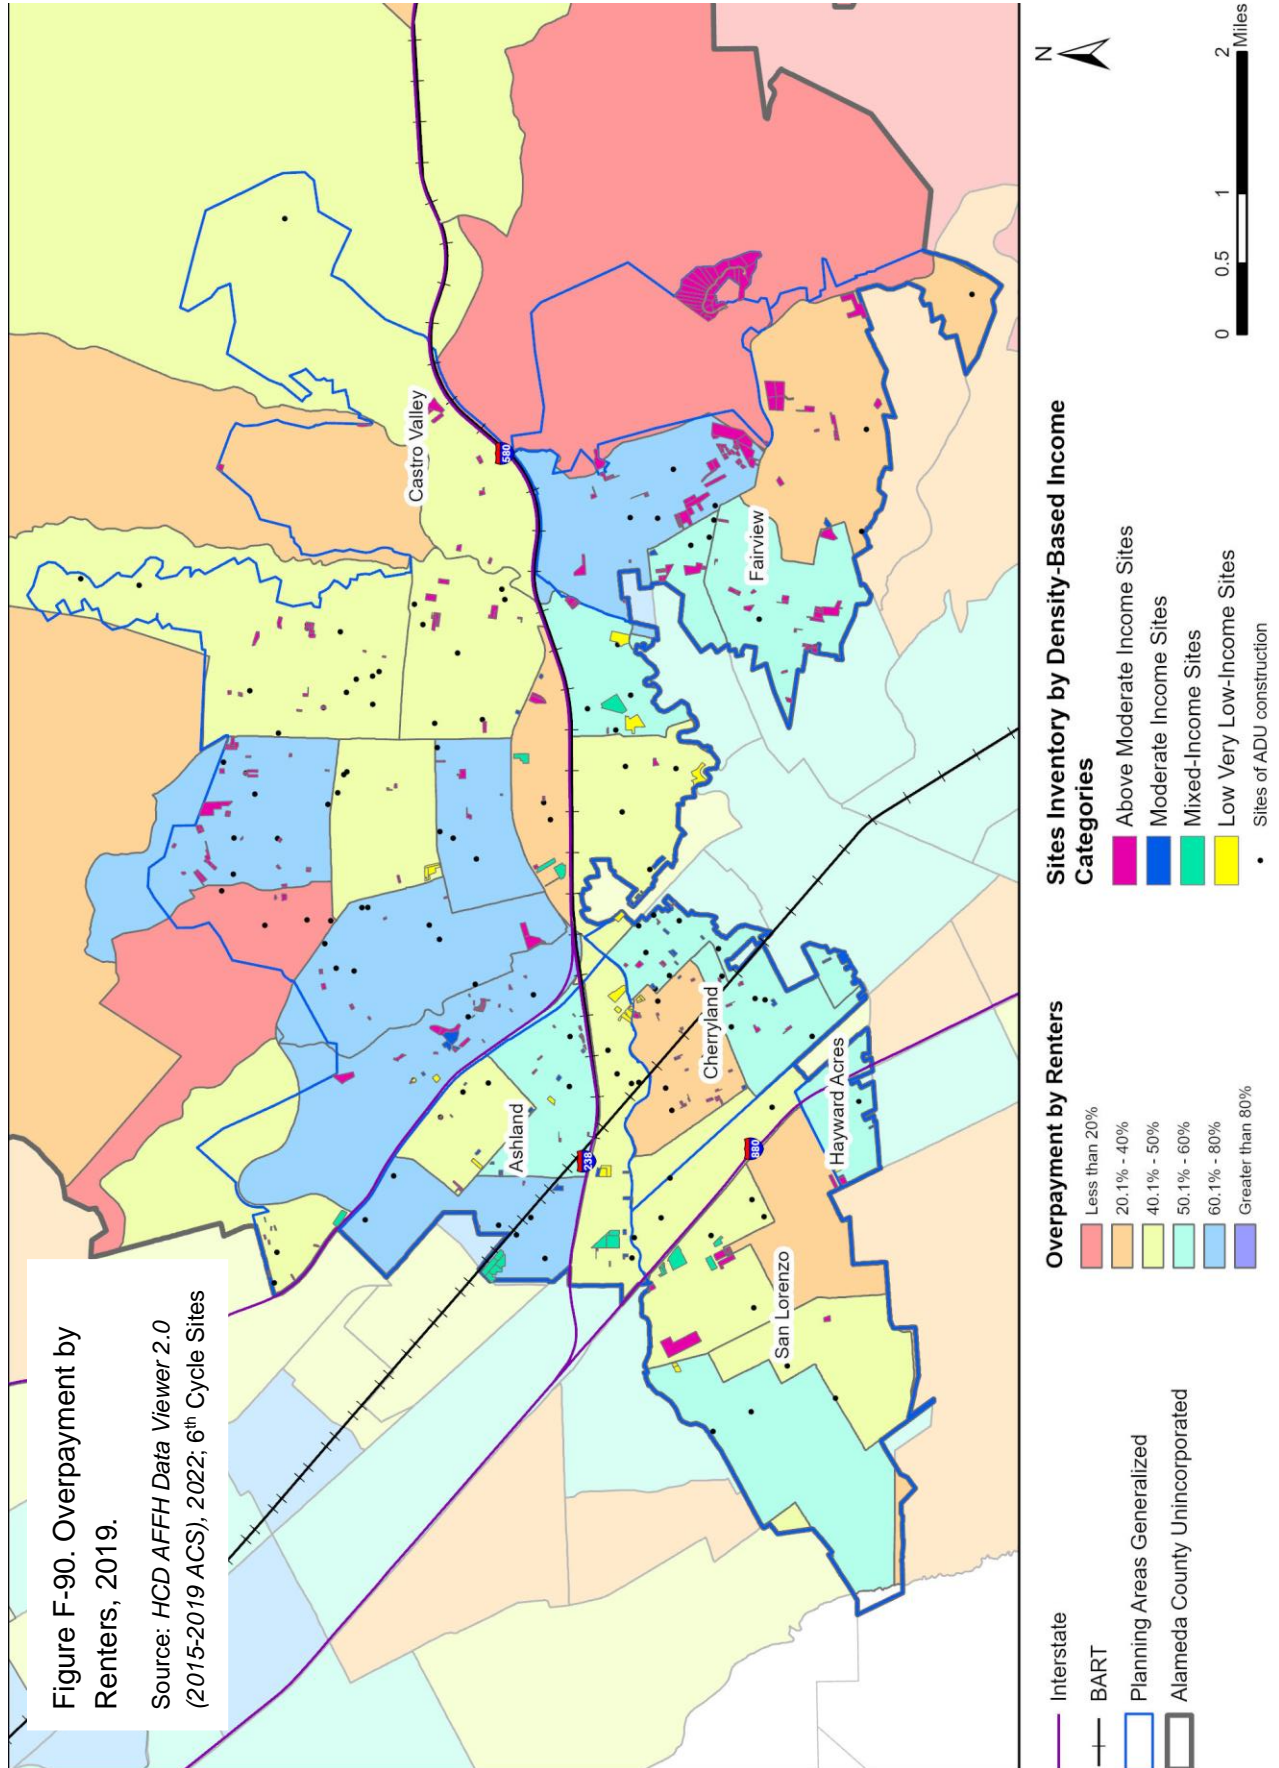 Figure F-90. Overpayment by
Renters, 2019.
Source: HCD AFFH Data Viewer 2.0
(2015-2019 ACS), 2022; 6th Cycle Sites
Castro Valley
580
Fairview
Ashland
238
Cherryland
880
Hayward Acres
San Lorenzo
Interstate
BART
Planning Areas Generalized
Alameda County Unincorporated
Overpayment by Renters
Less than 20%
20.1% - 40%
40.1% - 50%
50.1% - 60%
60.1% - 80%
Greater than 80%
Sites Inventory by Density-Based Income
Categories
Above Moderate Income Sites
Moderate Income Sites
Mixed-Income Sites
Low Very Low-Income Sites
Sites of ADU construction
N
0 0.5 1 2
Miles